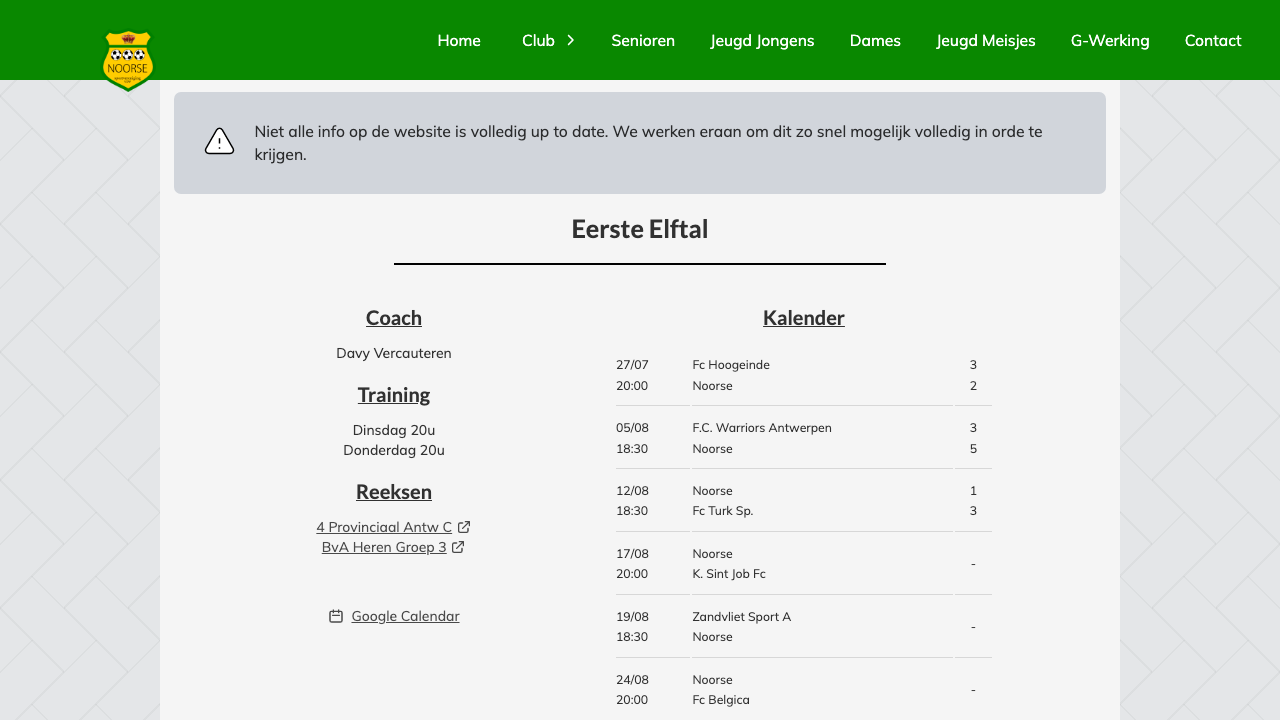 Home
Club
Senioren
Jeugd Jongens
Dames
Jeugd Meisjes
G-Werking
Contact
NOORSE
Niet alle info op de website is volledig up to date. We werken eraan om dit zo snel mogelijk volledig in orde te
krijgen.
Eerste Elftal
Coach
Davy Vercauteren
Training
Dinsdag 20u
Donderdag 20u
Reeksen
4 Provinciaal Antw C
BvA Heren Groep 3
Google Calendar
Kalender
27/07 Fc Hoogeinde 3
20:00 Noorse 2
05/08 F.C. Warriors Antwerpen 3
18:30 Noorse 5
12/08 Noorse 1
18:30 Fc Turk Sp. 3
17/08 Noorse
-
20:00 K. Sint Job Fc
19/08 Zandvliet Sport A
-
18:30 Noorse
24/08 Noorse
-
20:00 Fc Belgica